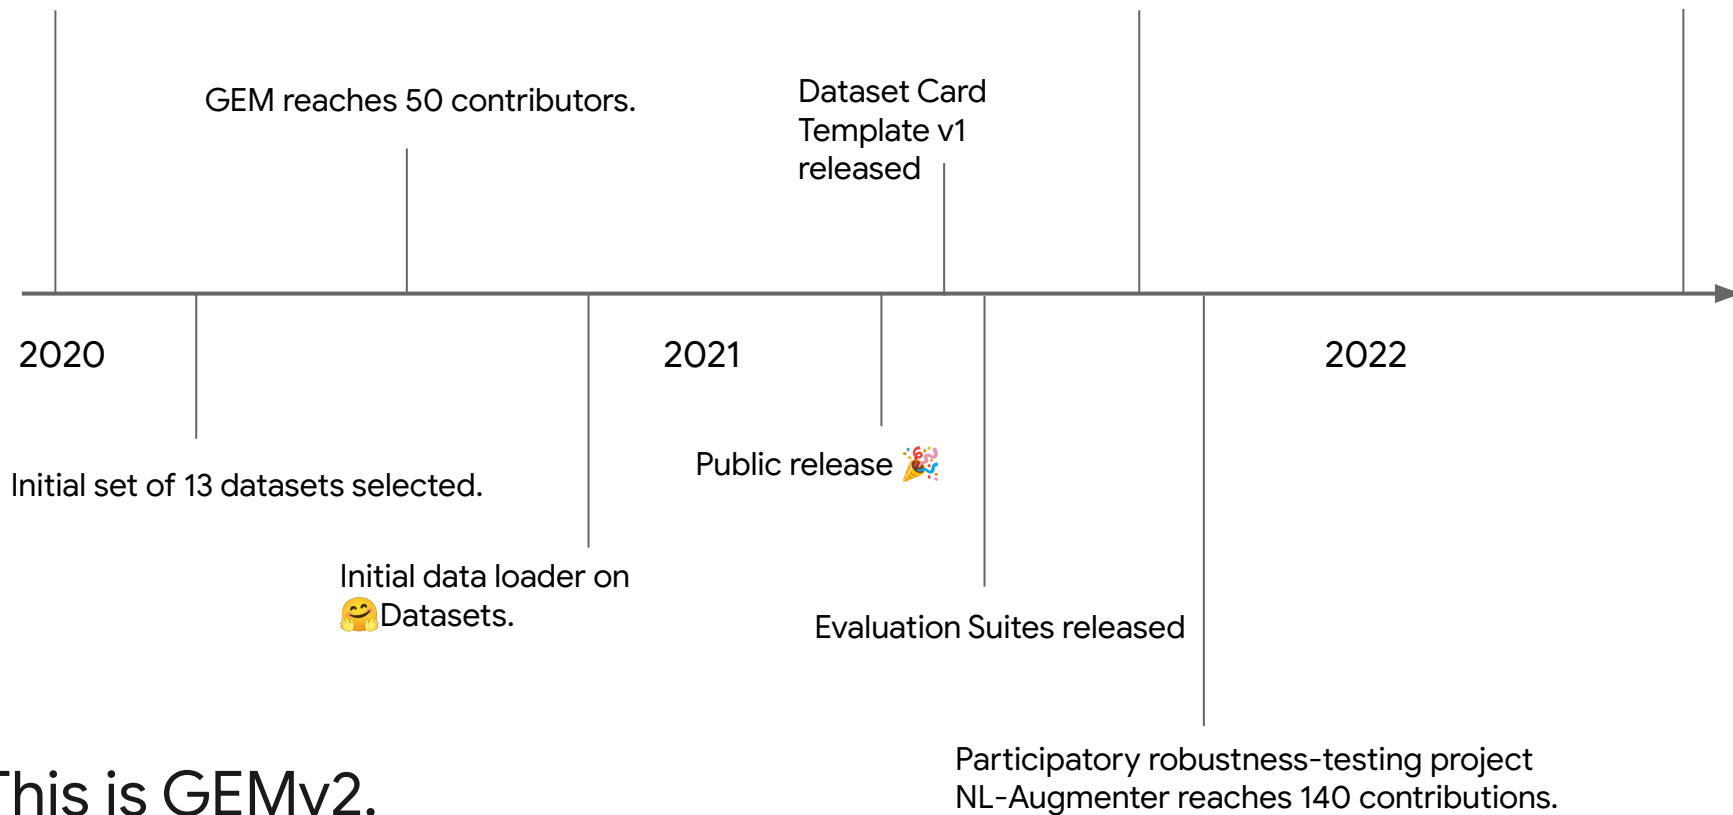 GEM reaches 50 contributors.
Dataset Card
Template v1
released
2020
2021
2022
Initial set of 13 datasets selected.
Public release 🎉
Initial data loader on
🤗Datasets.
Evaluation Suites released
Participatory robustness-testing project
NL-Augmenter reaches 140 contributions.
This is GEMv2.